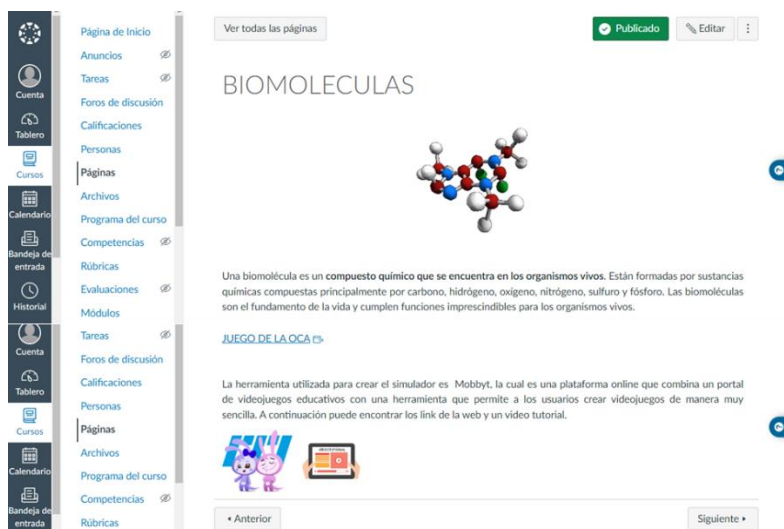 Cuenta
Tablero
Cursos
Calendario
Bandeja de
entrada
Historial
Cuenta
Tablero
Cursos
Calendario
Bandeja de
entrada
Página de Inicio
Anuncios
Tareas
Foros de discusión
Calificaciones
Personas
Páginas
Archivos
Programa del curso
Competencias
Rúbricas
Evaluaciones
Módulos
Tareas
Foros de discusión
Calificaciones
Personas
Páginas
Archivos
Programa del curso
Competencias
Rúbricas
Ver todas las páginas
Publicado
Editar
BIOMOLECULAS
Una biomolécula es un compuesto químico que se encuentra en los organismos vivos. Están formadas por sustancias
químicas compuestas principalmente por carbono, hidrógeno, oxígeno, nitrógeno, sulfuro y fósforo. Las biomoléculas
son el fundamento de la vida y cumplen funciones imprescindibles para los organismos vivos.
JUEGO DE LA OCA
La herramienta utilizada para crear el simulador es Mobbyt, la cual es una plataforma online que combina un portal
de videojuegos educativos con una herramienta que permite a los usuarios crear videojuegos de manera muy
sencilla. A continuación puede encontrar los link de la web y un video tutorial.
Anterior
Siguiente